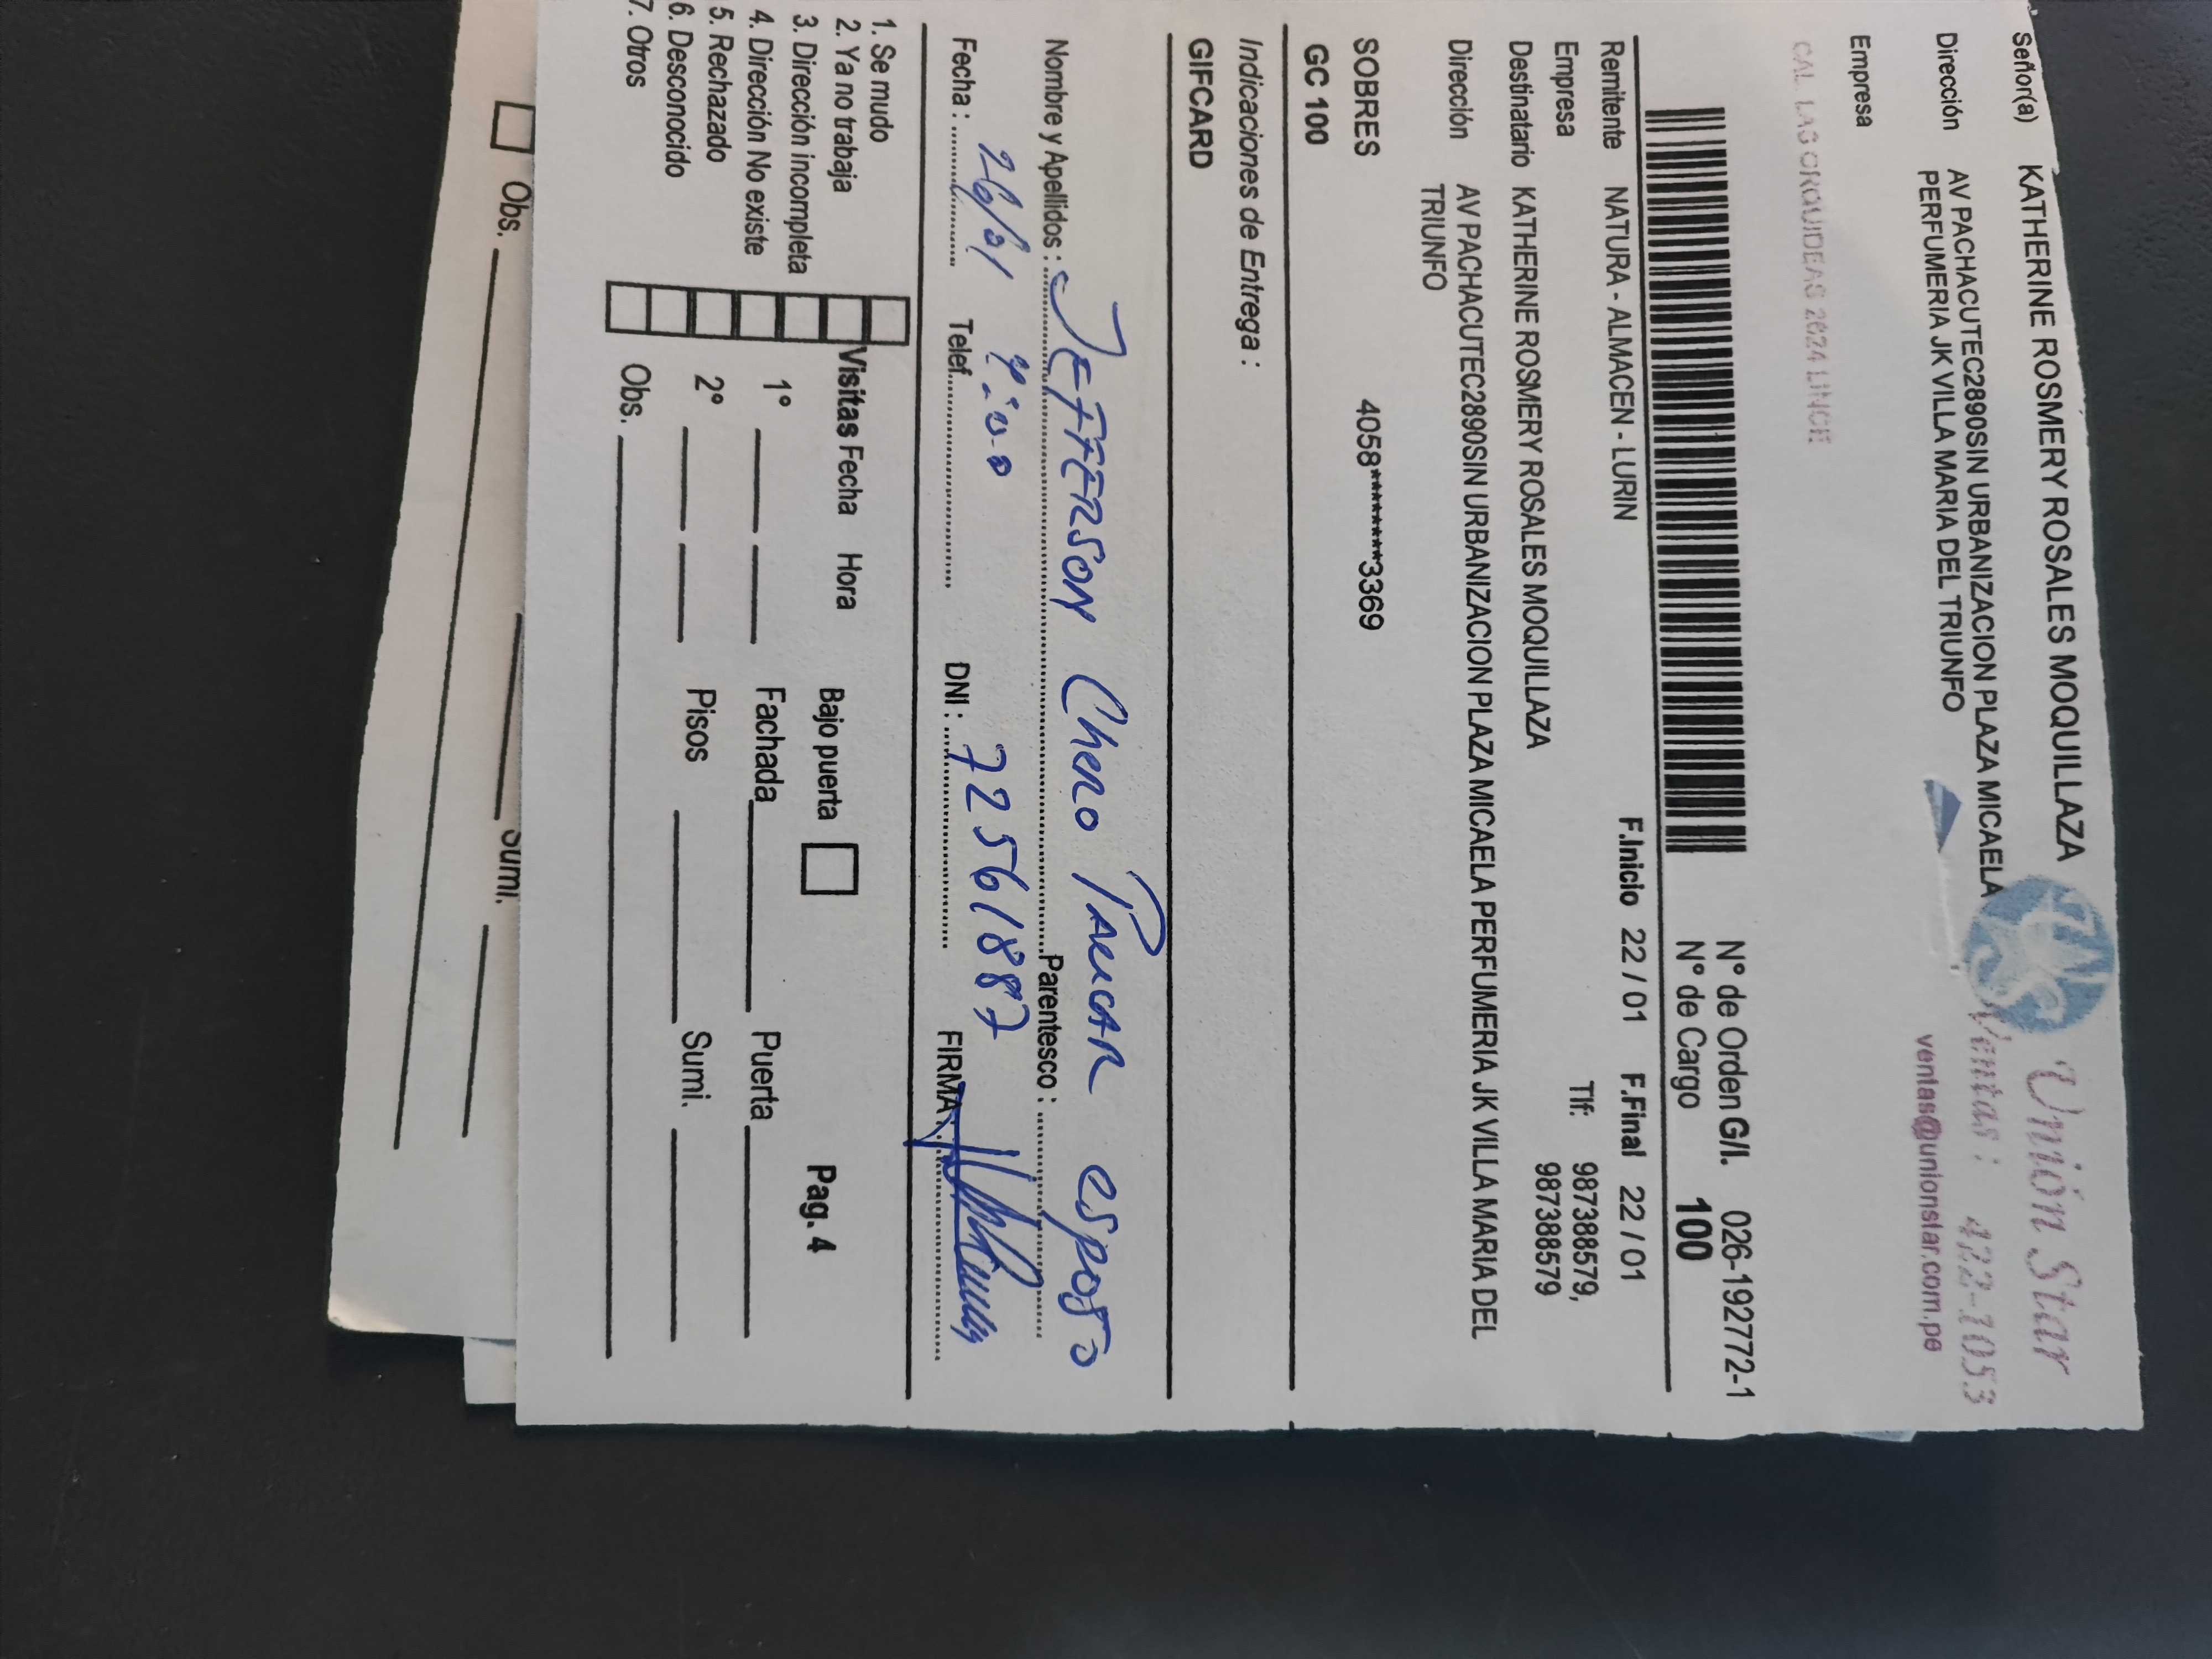 Señor(a) KATHERINE ROSMERY ROSALES MOQUILLAZA
Unión Star
Dirección AV PACHACUTEC2890SIN URBANIZACION PLAZA MICAELA
PERFUMERIA JK VILLA MARIA DEL TRIUNFO
Ventas : 422-1053
ventas@unionstar.com.pe
Empresa
CAL. LAS ORQUIDEAS 2624 LINCE
N° de Orden G/I. 026-192772-1
N° de Cargo 100
Remitente NATURA - ALMACEN - LURIN F.Inicio 22 / 01 F.Final 22 / 01
Empresa Tlf: 987388579,
987388579
Destinatario KATHERINE ROSMERY ROSALES MOQUILLAZA
Dirección AV PACHACUTEC2890SIN URBANIZACION PLAZA MICAELA PERFUMERIA JK VILLA MARIA DEL
TRIUNFO
SOBRES 4058********3369
GC 100
Indicaciones de Entrega :
GIFCARD
Nombre y Apellidos : JEFFERSON Chero Paucar Parentesco : esposo
Fecha : 26/01 Telef. DNI : 72561887 FIRMA
1. Se mudo
2. Ya no trabaja
3. Dirección incompleta
4. Dirección No existe
5. Rechazado
6. Desconocido
7. Otros
Visitas Fecha Hora Bajo puerta Pag. 4
1° Fachada Puerta
2° Pisos Sumi.
Obs.
Sumi.
Obs.